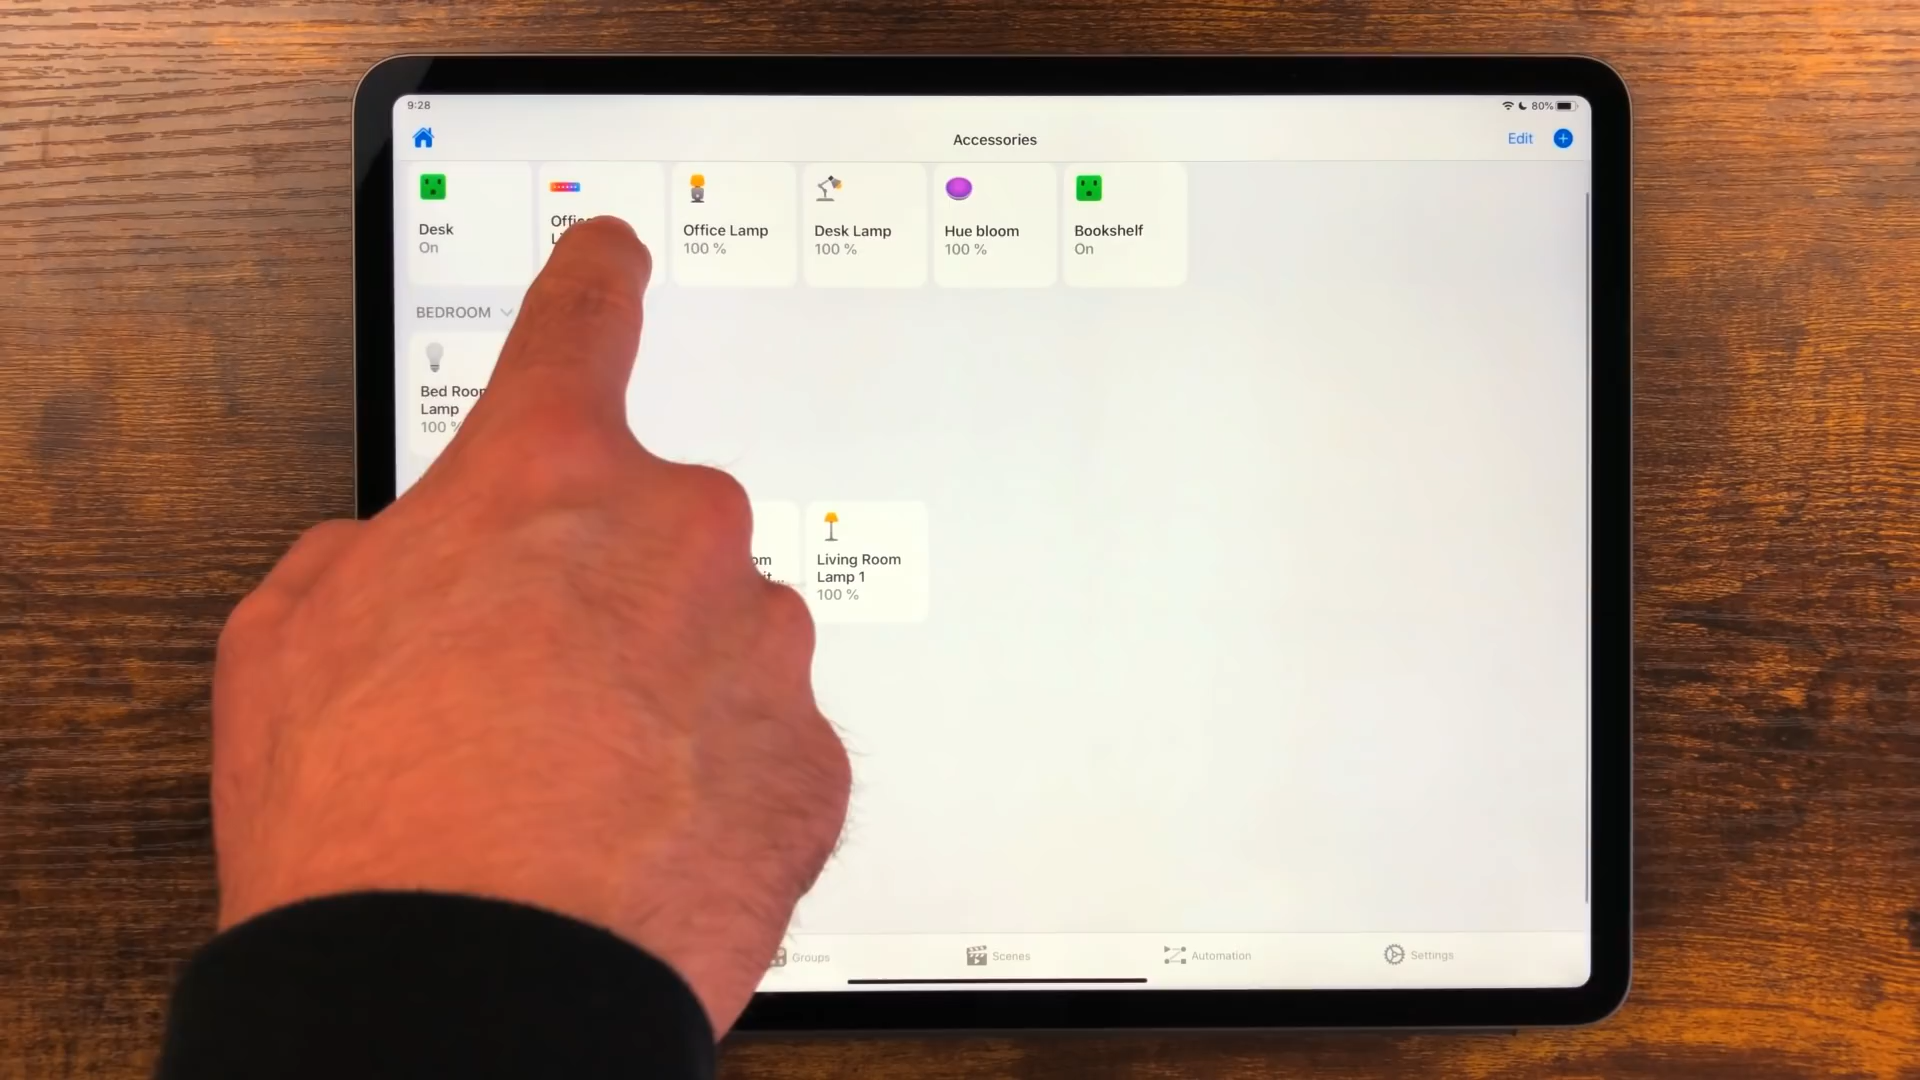 9:28
80%
Accessories
Edit
Desk
On
Office Lamp
100 %
Desk Lamp
100 %
Hue bloom
100 %
Bookshelf
On
BEDROOM
Lamp
100 %
Living Room
Lamp 1
100 %
Groups
Scenes
Automation
Settings